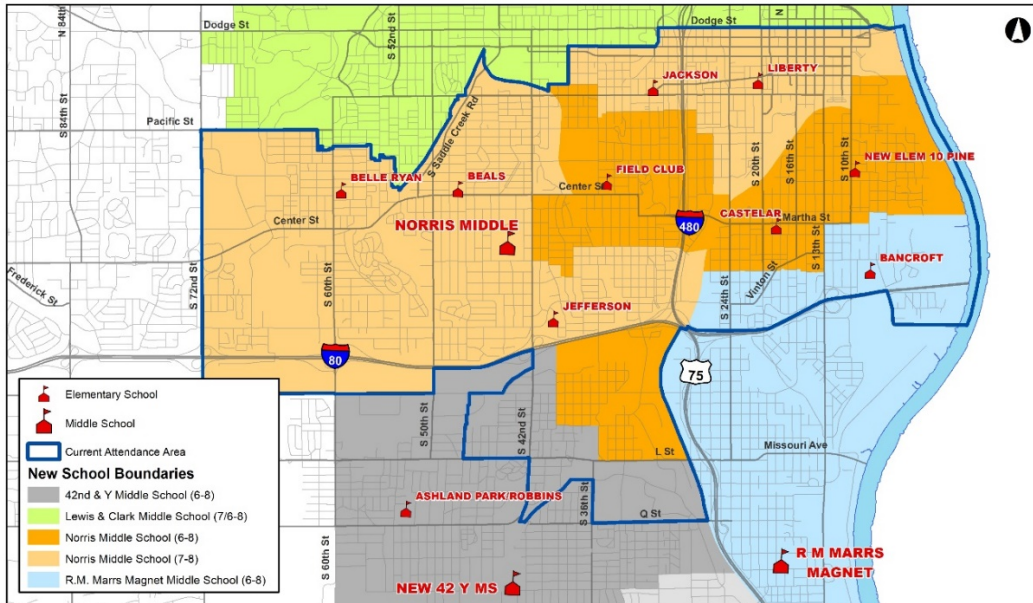 N 84th St
Dodge St
S 52nd St
Dodge St
N
JACKSON
LIBERTY
S 84th St
Pacific St
S Saddle Creek Rd
S 20th St
S 16th St
S 10th St
NEW ELEM 10 PINE
BELLE RYAN
BEALS
FIELD CLUB
Center St
Center St
NORRIS MIDDLE
480
CASTELAR
Martha St
S 13th St
BANCROFT
Frederick St
S 72nd St
S 60th St
S 24th St
Vinton St
JEFFERSON
80
75
Elementary School
Middle School
Current Attendance Area
New School Boundaries
42nd & Y Middle School (6-8)
Lewis & Clark Middle School (7/6-8)
Norris Middle School (6-8)
Norris Middle School (7-8)
R.M. Marrs Magnet Middle School (6-8)
S 50th St
S 42nd St
L St
Missouri Ave
ASHLAND PARK/ROBBINS
S 36th St
Q St
S 60th St
NEW 42 Y MS
R M MARRS
MAGNET